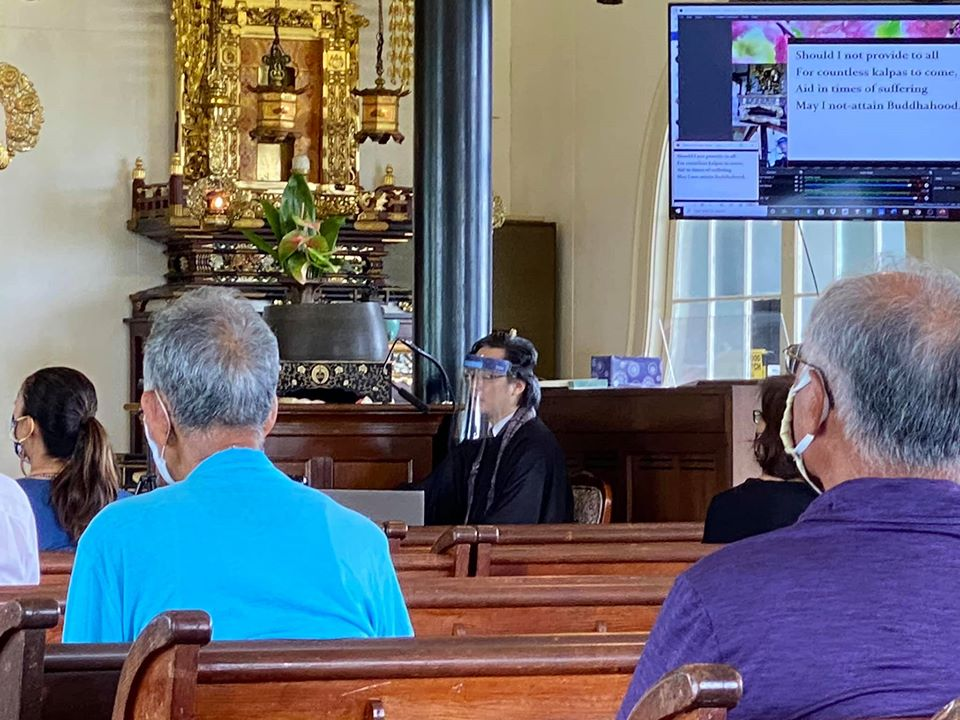 Should I not provide to all
For countless kalpas to come,
Aid in times of suffering
May I not-attain Buddhahood.
Should I not provide to all
For countless kalpas to come,
Aid in times of suffering
May I not-attain Buddhahood.